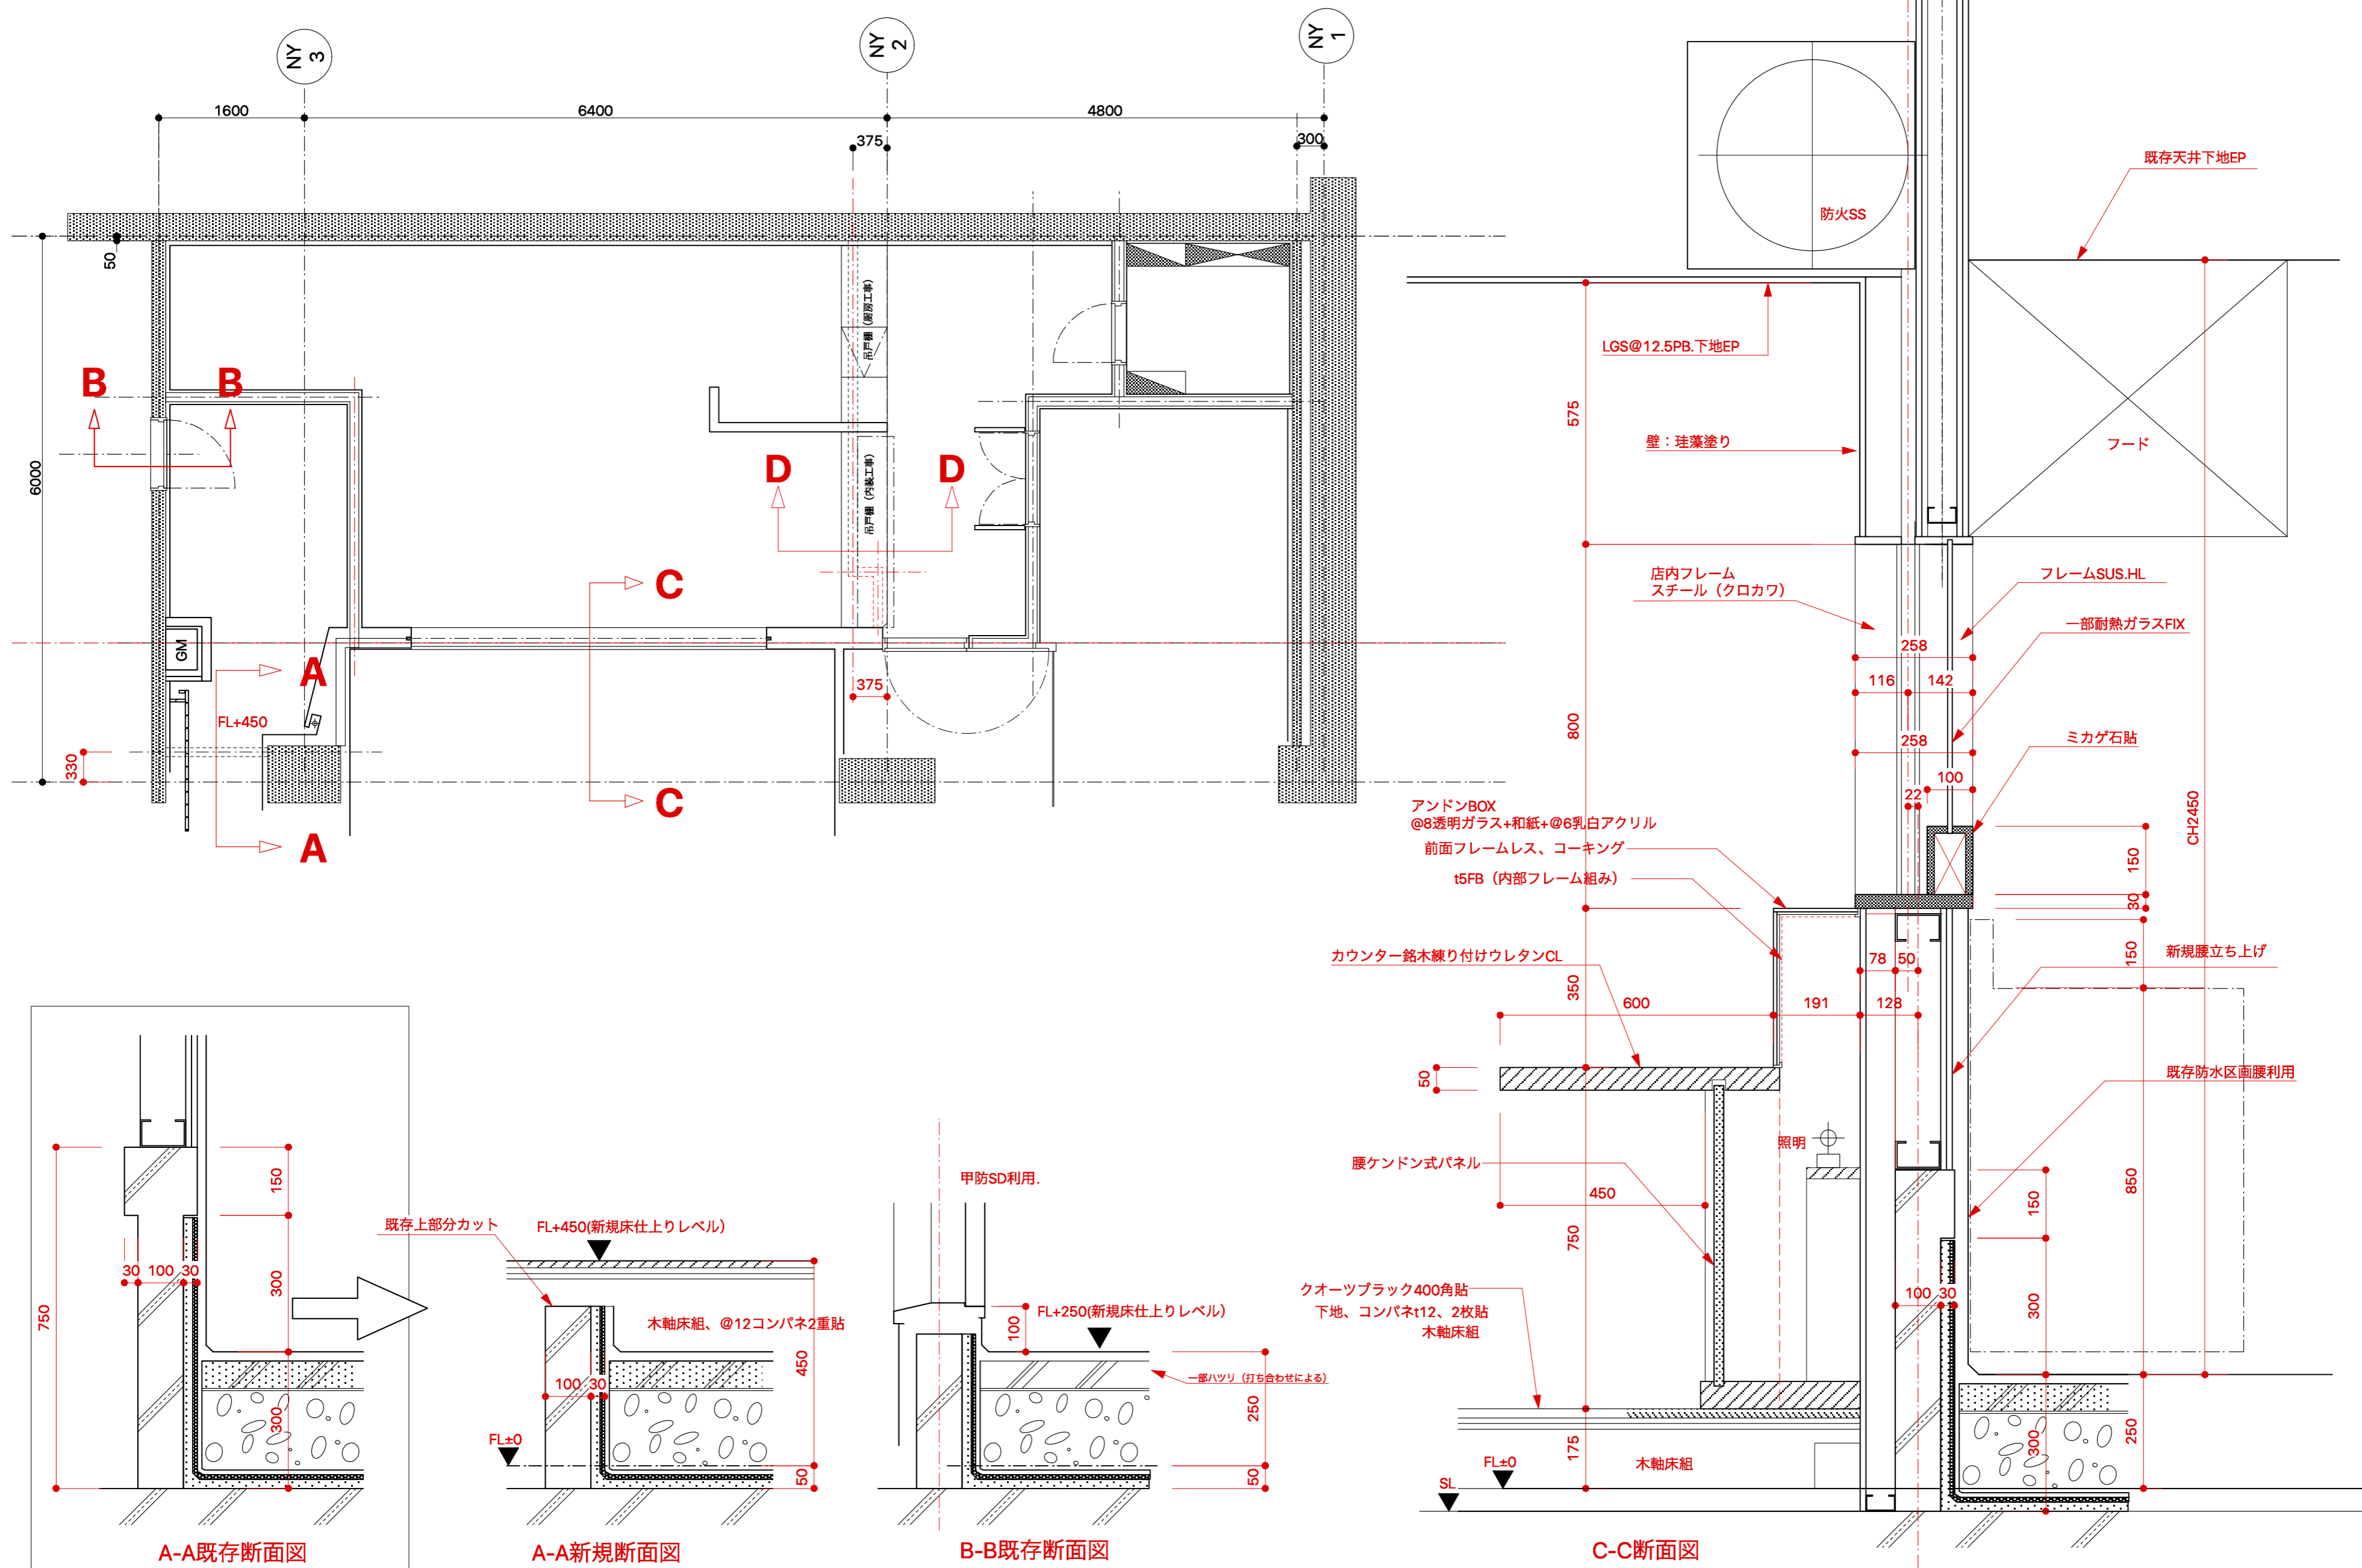 NY
3
NY
2
NY
1
1600
6400
4800
375
300
50
6000
330
吊戸棚（厨房工事）
吊戸棚（内装工事）
B
B
D
D
C
C
GM
A
A
FL+450
375
既存天井下地EP
防火SS
LGS@12.5PB.下地EP
575
壁：珪藻塗り
フード
店内フレーム
スチール（クロカワ）
フレームSUS.HL
一部耐熱ガラスFIX
258
116
142
258
100
22
ミカゲ石貼
800
CH2450
アンドンBOX
@8透明ガラス+和紙+@6乳白アクリル
前面フレームレス、コーキング
t5FB（内部フレーム組み）
150
30
150
新規腰立ち上げ
カウンター銘木練り付けウレタンCL
350
78
50
600
191
128
50
既存防水区画腰利用
照明
腰ケンドン式パネル
450
750
850
150
300
100
30
クオーツブラック400角貼
下地、コンパネt12、2枚貼
木軸床組
175
300
250
木軸床組
FL±0
SL
C-C断面図
750
150
300
300
30
100
30
A-A既存断面図
既存上部分カット
FL+450(新規床仕上りレベル）
木軸床組、@12コンパネ2重貼
450
100
30
FL±0
50
A-A新規断面図
甲防SD利用.
FL+250(新規床仕上りレベル）
100
一部ハツリ（打ち合わせによる）
250
50
B-B既存断面図